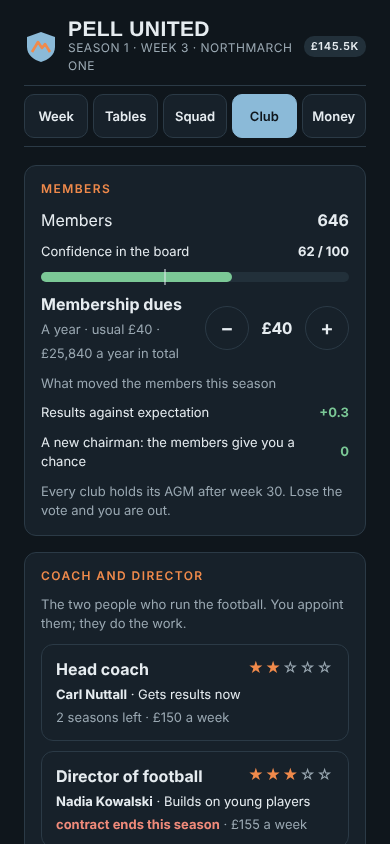 PELL UNITED
SEASON 1 · WEEK 3 · NORTHMARCH
ONE
£145.5K
Week
Tables
Squad
Club
Money
MEMBERS
Members
646
Confidence in the board
62 / 100
Membership dues
A year · usual £40 ·
£25,840 a year in total
−
£40
+
What moved the members this season
Results against expectation
+0.3
A new chairman: the members give you a
chance
0
Every club holds its AGM after week 30. Lose the
vote and you are out.
COACH AND DIRECTOR
The two people who run the football. You appoint
them; they do the work.
Head coach
★★☆☆☆
Carl Nuttall · Gets results now
2 seasons left · £150 a week
Director of football
★★★☆☆
Nadia Kowalski · Builds on young players
contract ends this season · £155 a week